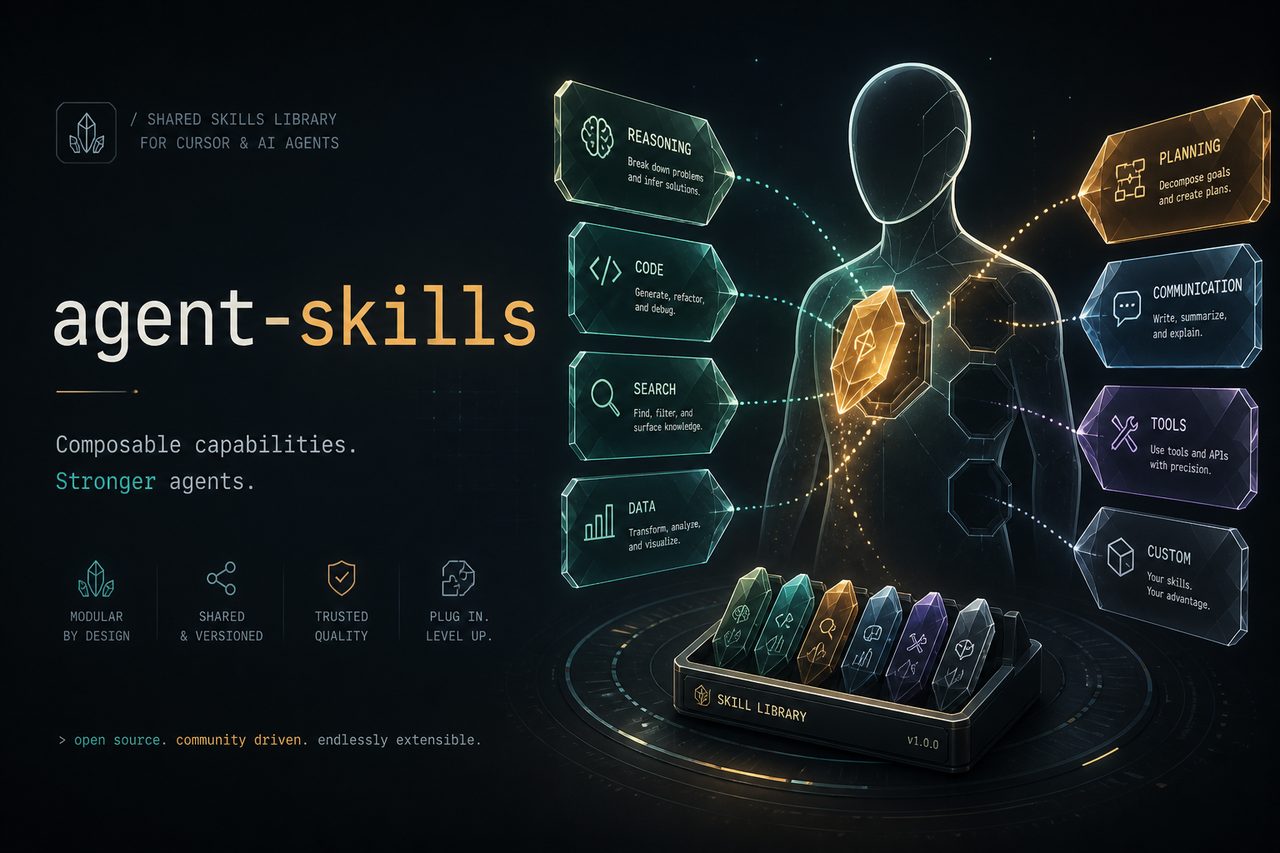 / SHARED SKILLS LIBRARY
FOR CURSOR & AI AGENTS
agent-skills
Composable capabilities.
Stronger agents.
MODULAR
BY DESIGN
SHARED
& VERSIONED
TRUSTED
QUALITY
PLUG IN.
LEVEL UP.
> open source. community driven. endlessly extensible.
REASONING
Break down problems
and infer solutions.
CODE
Generate, refactor,
and debug.
SEARCH
Find, filter, and
surface knowledge.
DATA
Transform, analyze,
and visualize.
PLANNING
Decompose goals
and create plans.
COMMUNICATION
Write, summarize,
and explain.
TOOLS
Use tools and APIs
with precision.
CUSTOM
Your skills.
Your advantage.
SKILL LIBRARY
v1.0.0